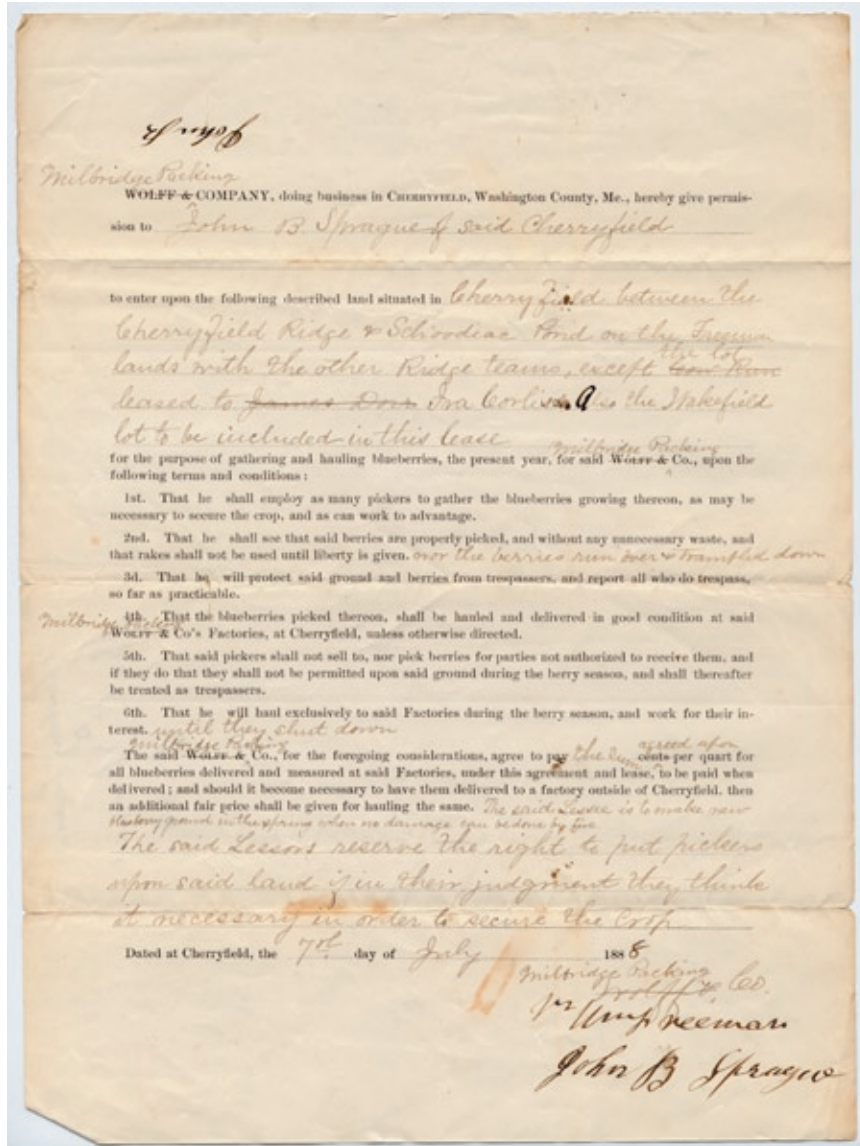 John
Milbridge Packing
WOLFF & COMPANY, doing business in CHERRYFIELD, Washington County, Me., hereby give permis-
sion to John B. Sprague of said Cherryfield
to enter upon the following described land situated in Cherryfield between the
Cherryfield Ridge & Schoodiac Pond on the Freeman
lands with the other Ridge teams, except the lot
leased to James Dorr Ira Corliss. Also the Wakefield
lot to be included in this lease
Milbridge Packing
for the purpose of gathering and hauling blueberries, the present year, for said WOLFF & Co., upon the
following terms and conditions:
1st. That he shall employ as many pickers to gather the blueberries growing thereon, as may be
necessary to secure the crop, and as can work to advantage.
2nd. That he shall see that said berries are properly picked, and without any unnecessary waste, and
that rakes shall not be used until liberty is given. nor the berries run over & trampled down
3d. That he will protect said ground and berries from trespassers, and report all who do trespass,
so far as practicable.
4th. That the blueberries picked thereon, shall be hauled and delivered in good condition at said
Milbridge Packing
WOLFF & Co's Factories, at Cherryfield, unless otherwise directed.
5th. That said pickers shall not sell to, nor pick berries for parties not authorized to receive them, and
if they do that they shall not be permitted upon said ground during the berry season, and shall thereafter
be treated as trespassers.
6th. That he will haul exclusively to said Factories during the berry season, and work for their in-
terest. until they shut down
Milbridge Packing
The said WOLFF & Co., for the foregoing considerations, agree to pay the agreed upon cents per quart for
all blueberries delivered and measured at said Factories, under this agreement and lease, to be paid when
delivered; and should it become necessary to have them delivered to a factory outside of Cherryfield, then
an additional fair price shall be given for hauling the same. The said Lessee is to make new
blueberry ground in the spring when no damage can be done by fire
The said Lessors reserve the right to put pickers
upon said land if in their judgment they think
it necessary in order to secure the Crop
Dated at Cherryfield, the 7th day of July 1888
Milbridge Packing
Wolff & Co.
pr Wm Freeman
John B Sprague